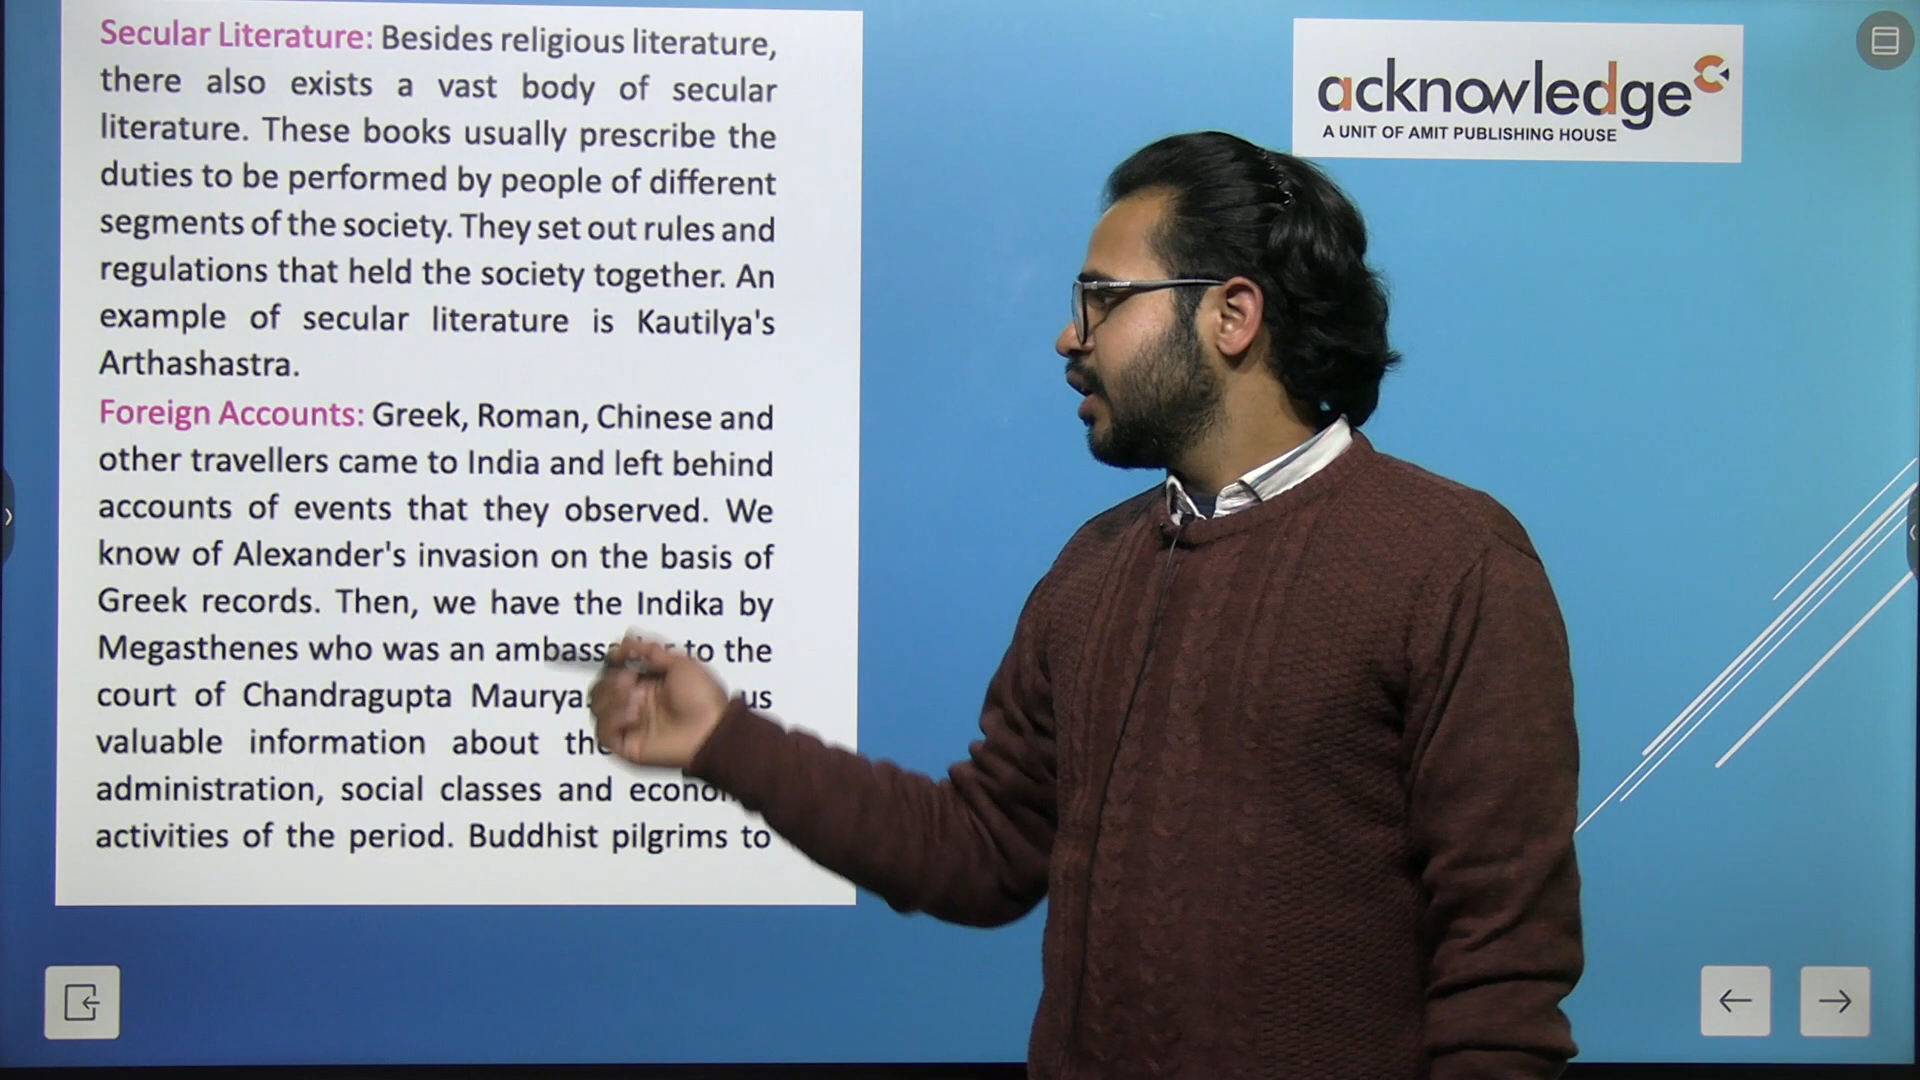 Secular Literature: Besides religious literature,
there also exists a vast body of secular
literature. These books usually prescribe the
duties to be performed by people of different
segments of the society. They set out rules and
regulations that held the society together. An
example of secular literature is Kautilya's
Arthashastra.
Foreign Accounts: Greek, Roman, Chinese and
other travellers came to India and left behind
accounts of events that they observed. We
know of Alexander's invasion on the basis of
Greek records. Then, we have the Indika by
Megasthenes who was an to the
court of Chandragupta Maurya. us
valuable information about
administration, social classes and
activities of the period. Buddhist pilgrims to
acknowledge
A UNIT OF AMIT PUBLISHING HOUSE